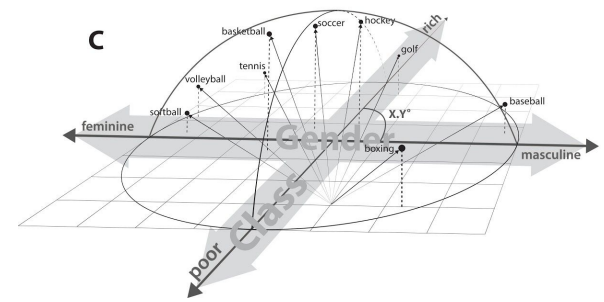 C
soccer
hockey
rich
basketball
golf
tennis
volleyball
softball
baseball
X.Y°
feminine
Gender
boxing
masculine
Class
poor